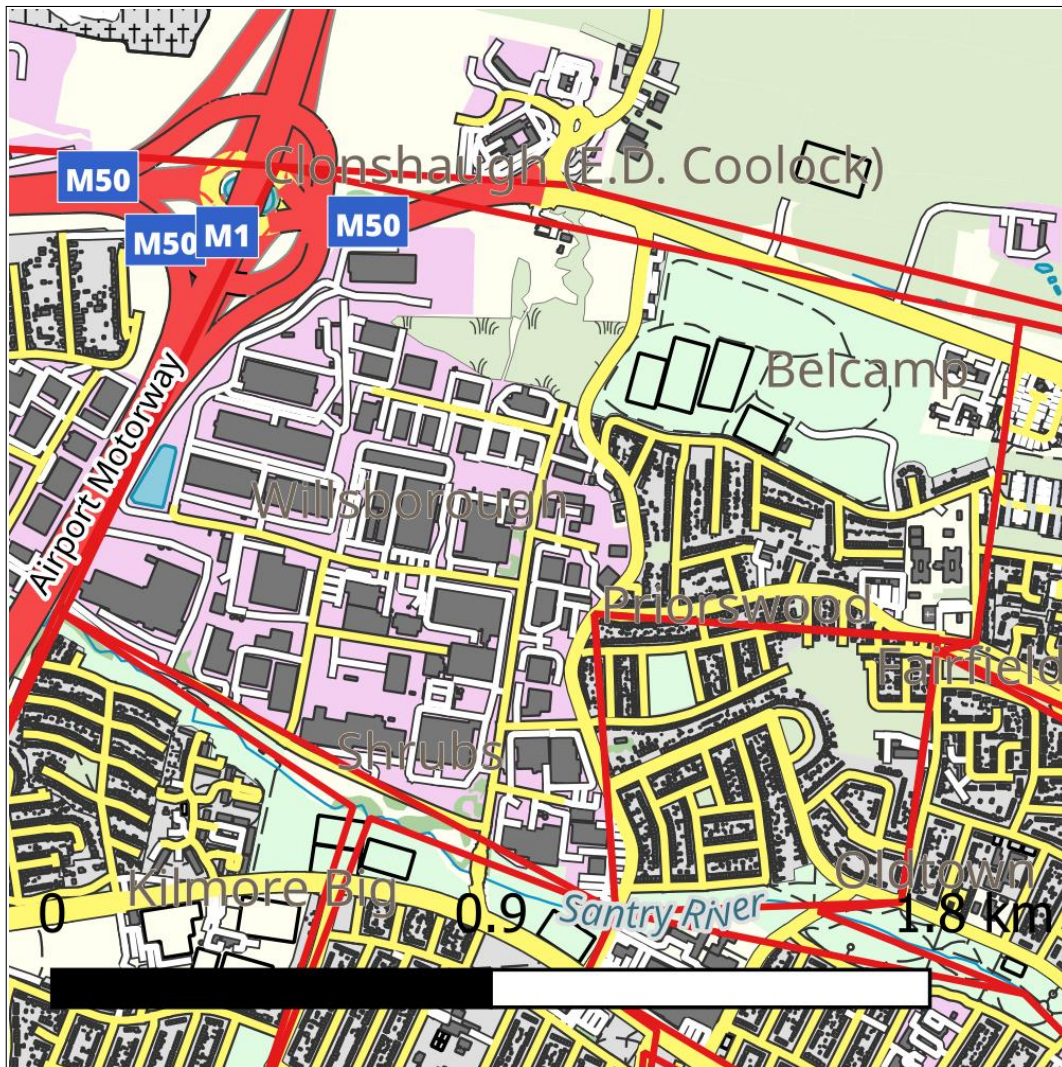 Clonshaugh (E.D. Coolock)
M50
M50
M1
M50
Belcamp
Airport Motorway
Willsborough
Priorswood
Fairfield
Shrubs
Oldtown
Kilmore Big
Santry River
0
0.9
1.8 km